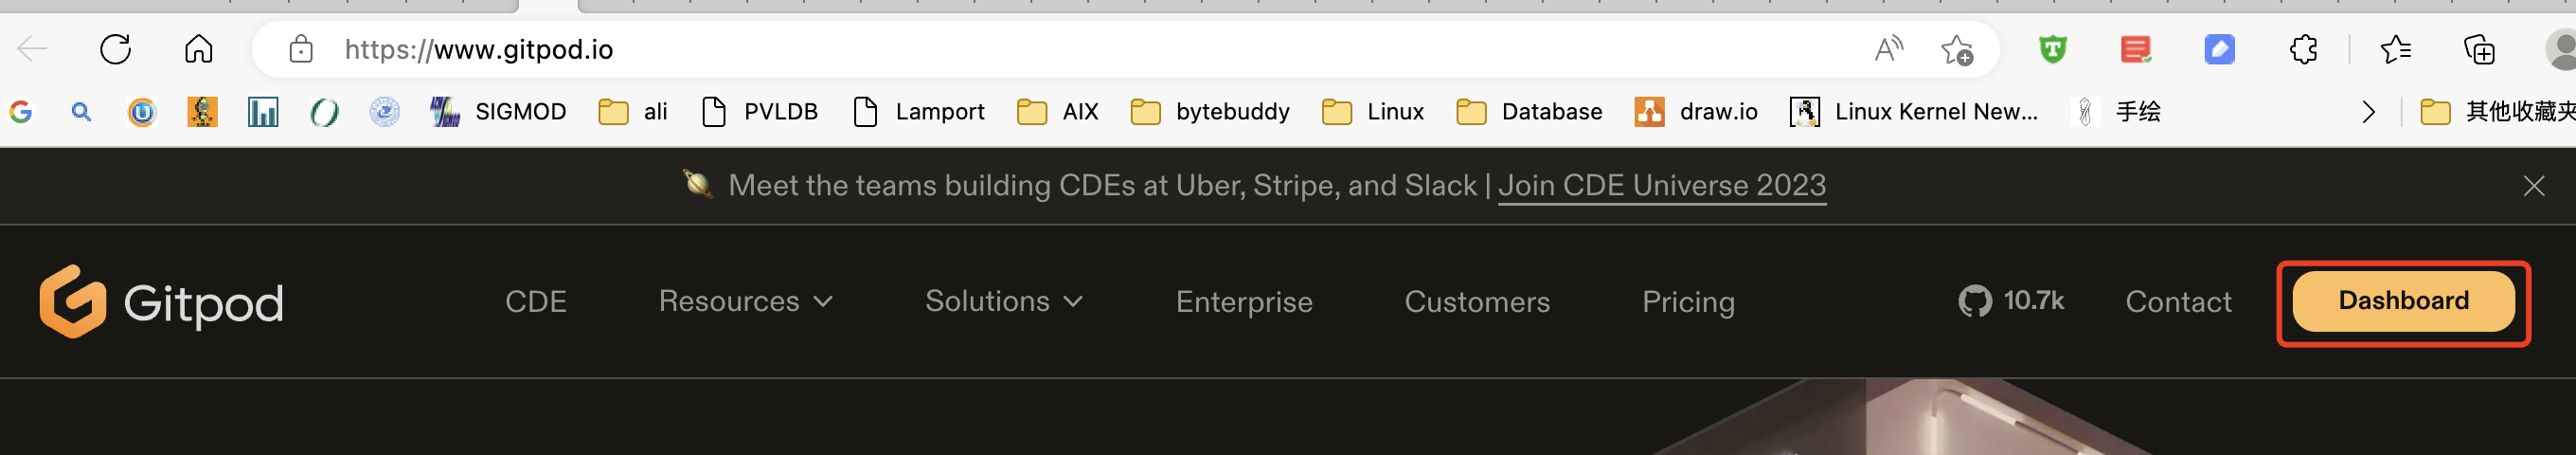 https://www.gitpod.io
SIGMOD ali PVLDB Lamport AIX bytebuddy Linux Database draw.io Linux Kernel New... 手绘 其他收藏夹
Meet the teams building CDEs at Uber, Stripe, and Slack | Join CDE Universe 2023
Gitpod CDE Resources Solutions Enterprise Customers Pricing 10.7k Contact Dashboard